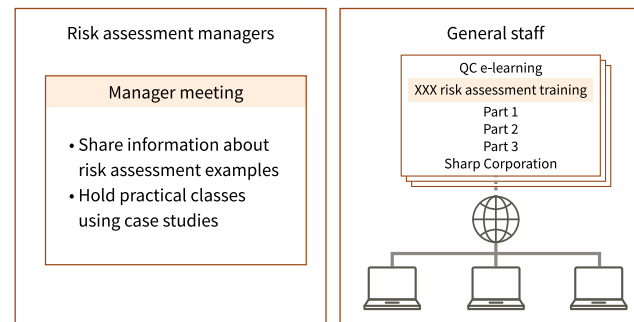 Risk assessment managers
Manager meeting
• Share information about
risk assessment examples
• Hold practical classes
using case studies
General staff
QC e-learning
XXX risk assessment training
Part 1
Part 2
Part 3
Sharp Corporation